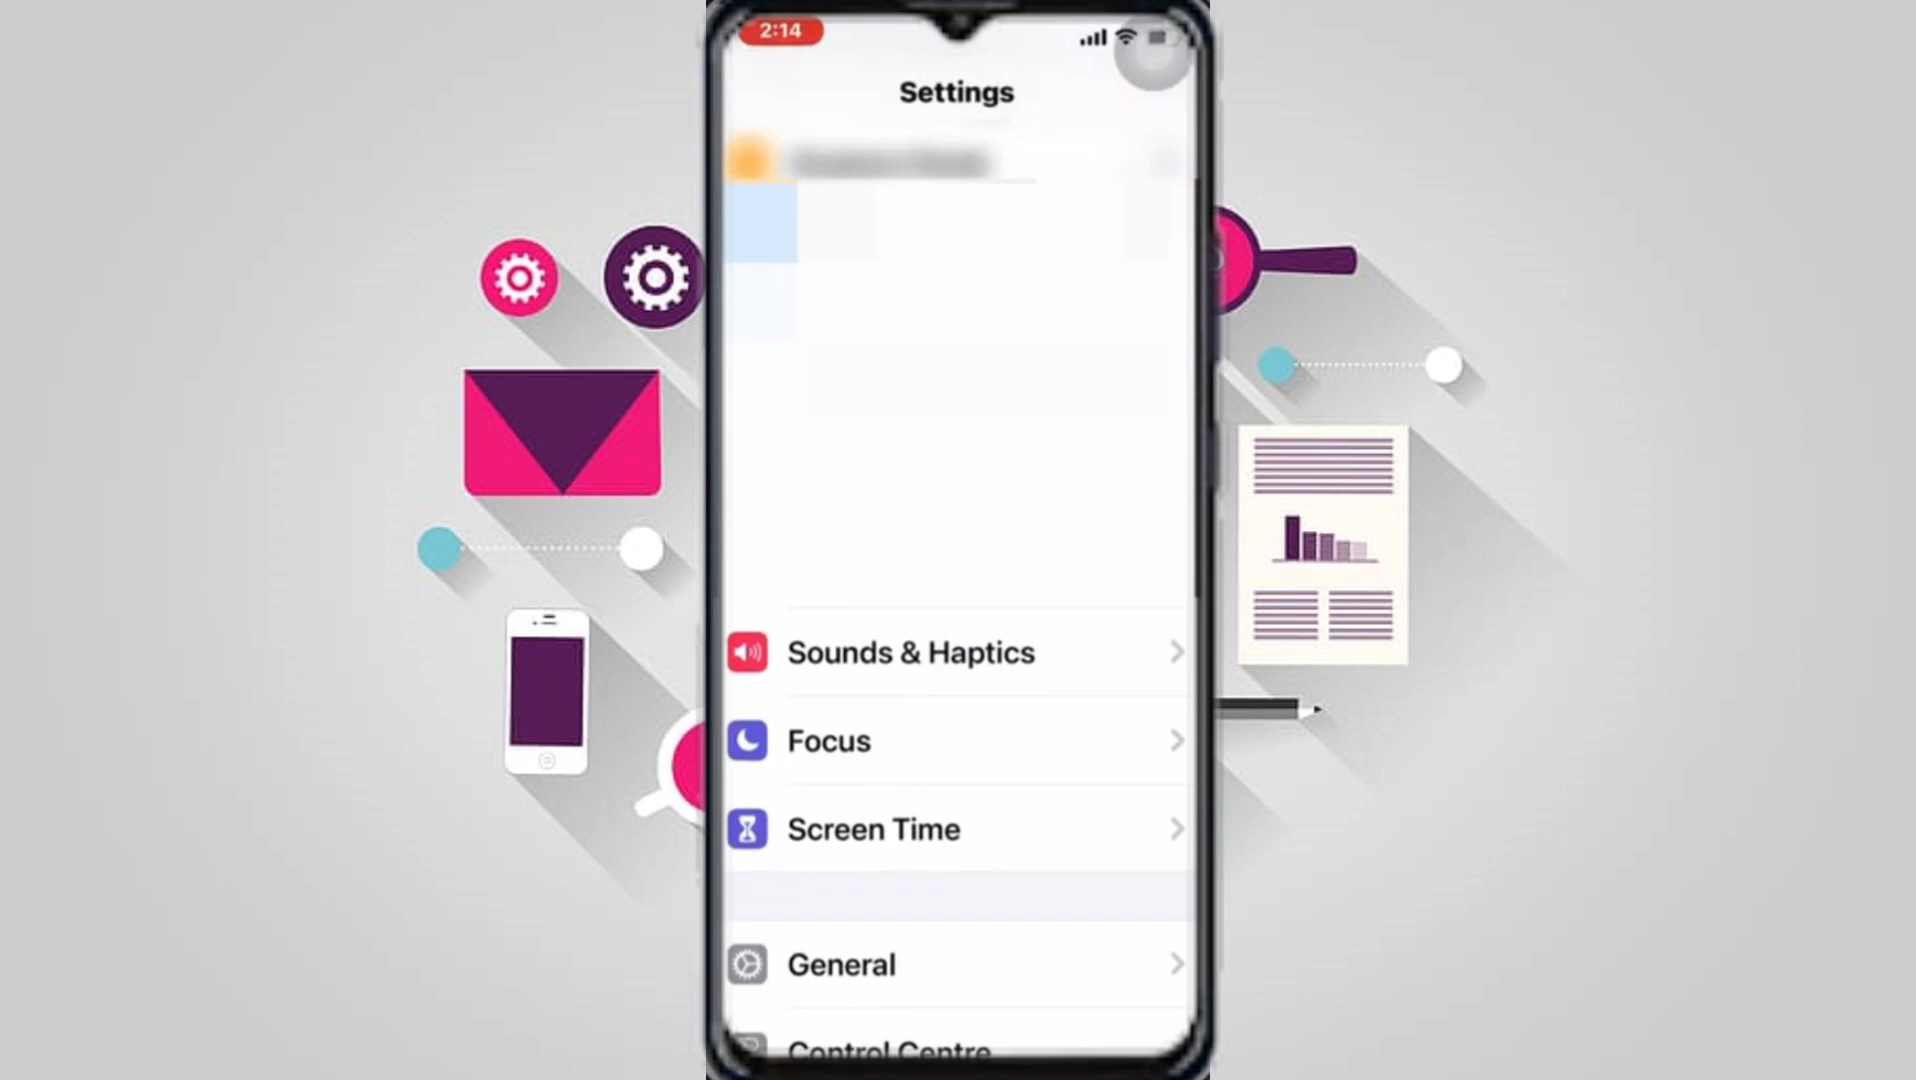 2:14
Settings
Sounds & Haptics
Focus
Screen Time
General
Control Centre